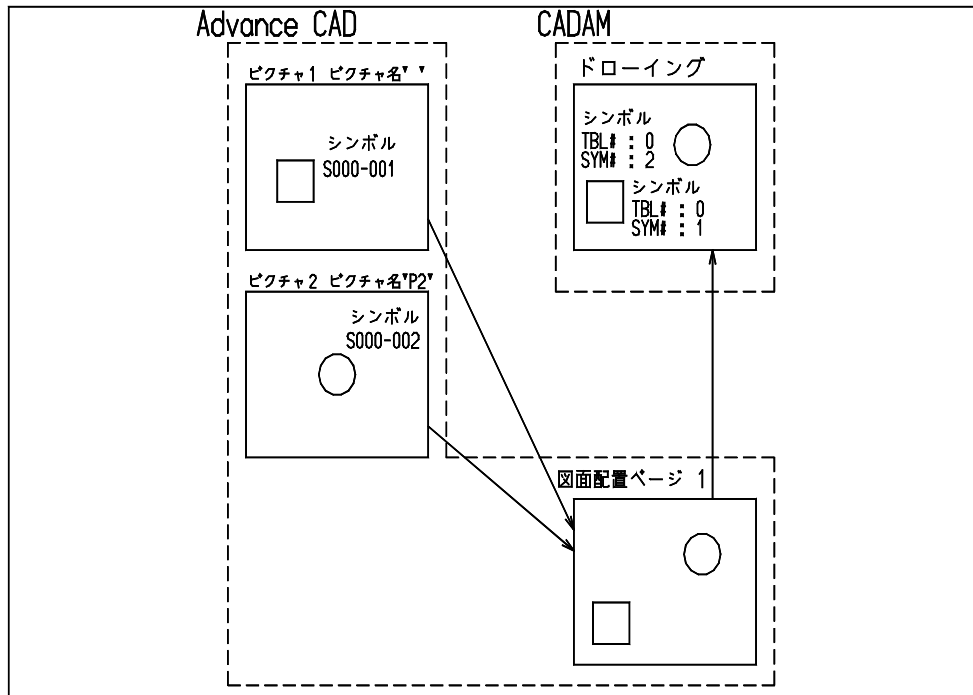 Advance CAD
CADAM
ピクチャ1 ピクチャ名" "
シンボル
S000-001
ピクチャ2 ピクチャ名"P2"
シンボル
S000-002
ドローイング
シンボル
TBL# : 0
SYM# : 2
シンボル
TBL# : 0
SYM# : 1
図面配置ページ 1